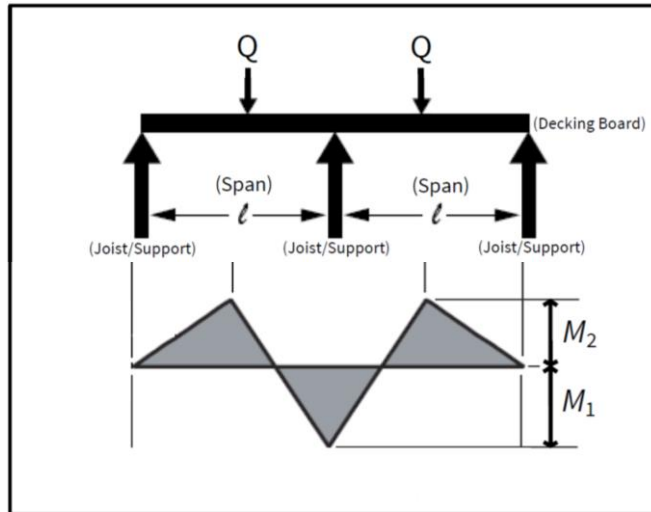 Q Q
(Decking Board)
(Span) (Span)
ℓ ℓ
(Joist/Support) (Joist/Support) (Joist/Support)
M₂
M₁